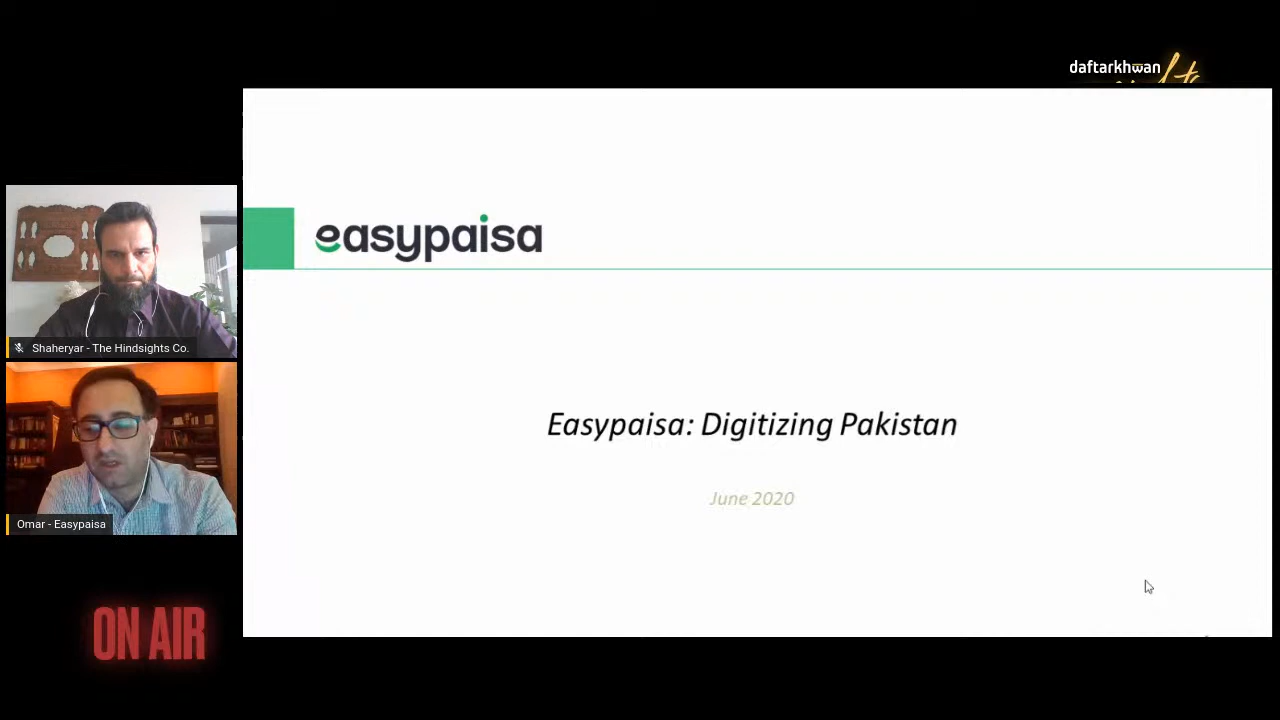 daftarkhwan
easypaisa
Easypaisa: Digitizing Pakistan
June 2020
Shaheryar - The Hindsights Co.
Omar - Easypaisa
ON AIR